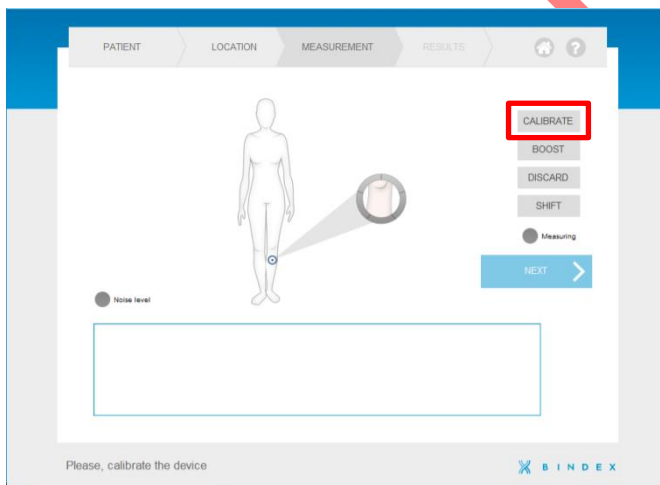 PATIENT LOCATION MEASUREMENT RESULTS ?
CALIBRATE
BOOST
DISCARD
SHIFT
Measuring
NEXT
Noise level
Please, calibrate the device
BINDEX